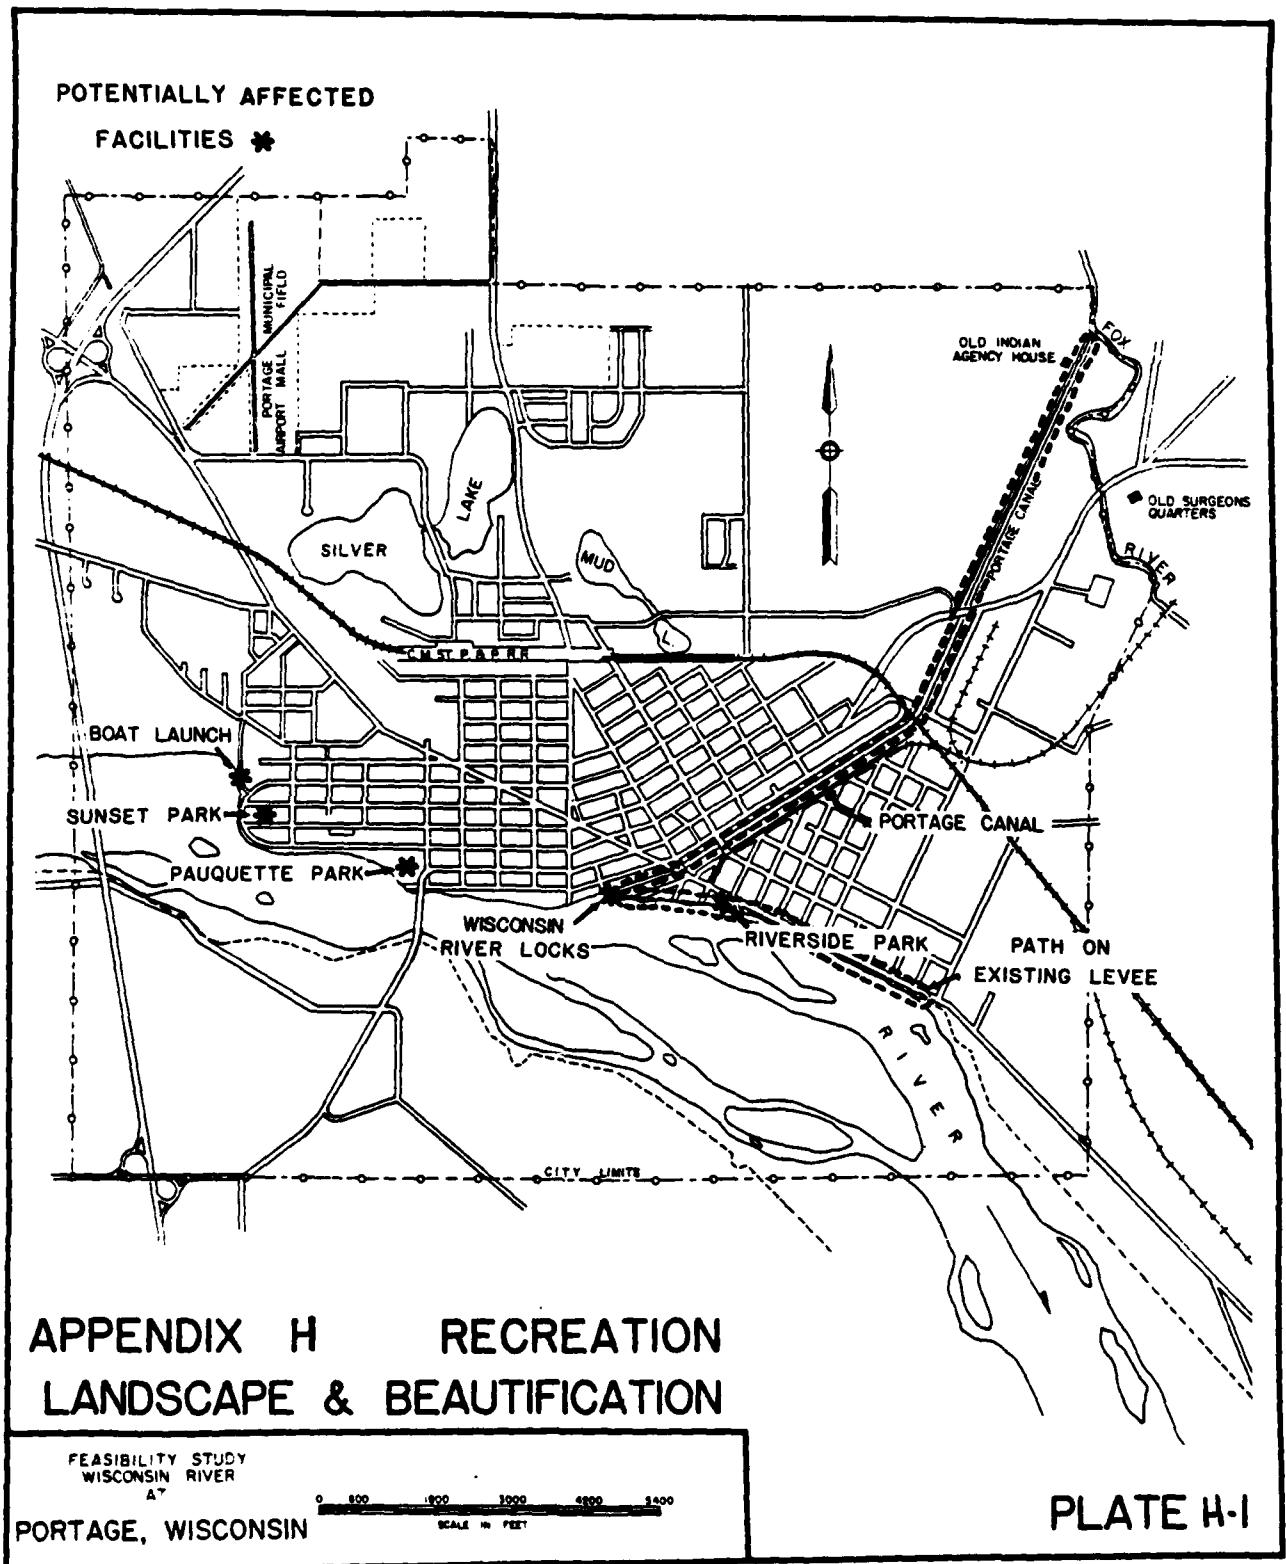 POTENTIALLY AFFECTED
FACILITIES
PORTAGE MUNICIPAL
AIRPORT MALL FIELD
OLD INDIAN
AGENCY HOUSE
FOX
RIVER
OLD SURGEONS
QUARTERS
PORTAGE CANAL
SILVER
LAKE
MUD
L.
C.M. ST. P. & P. R.R.
BOAT LAUNCH
SUNSET PARK
PAUQUETTE PARK
PORTAGE CANAL
WISCONSIN
RIVER LOCKS
RIVERSIDE PARK
PATH ON
EXISTING LEVEE
RIVER
CITY LIMITS
APPENDIX H RECREATION
LANDSCAPE & BEAUTIFICATION
FEASIBILITY STUDY
WISCONSIN RIVER
AT
PORTAGE, WISCONSIN
SCALE IN FEET
PLATE H-1